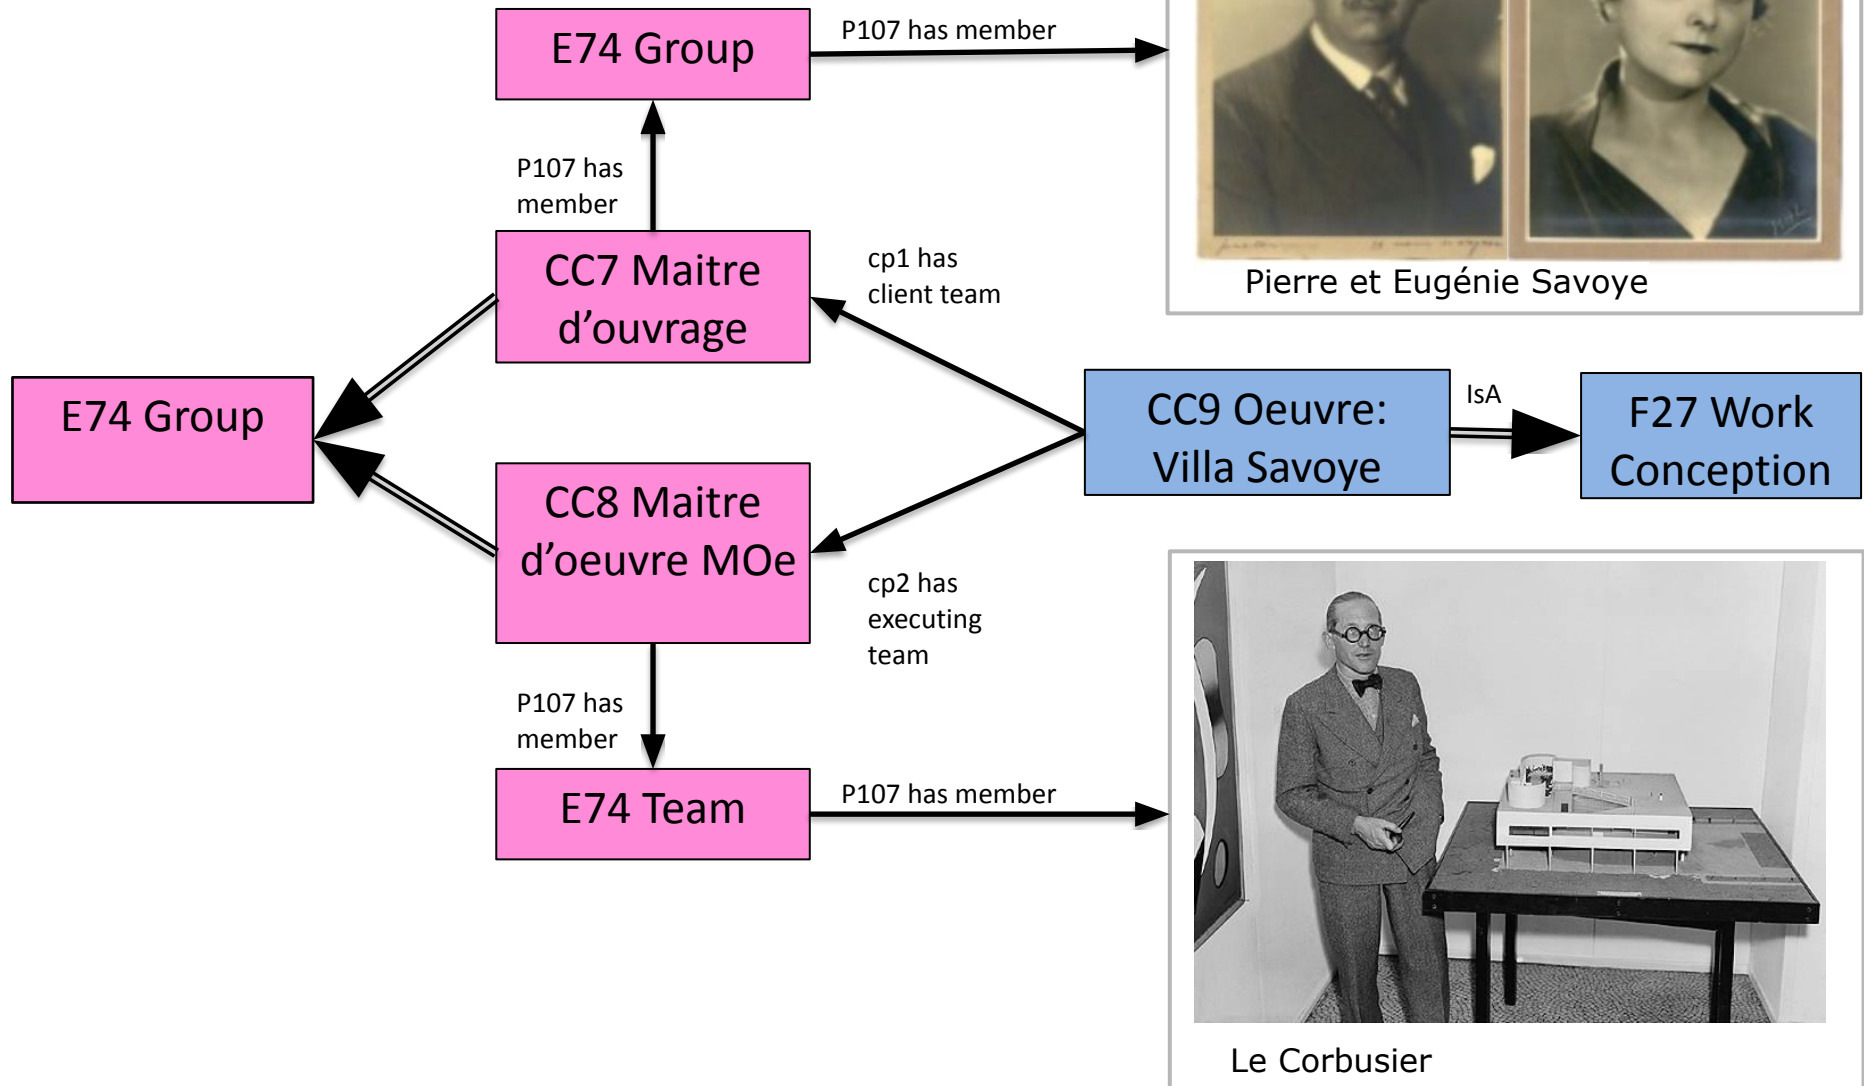 E74 Group
P107 has member
P107 has
member
Pierre et Eugénie Savoye
CC7 Maitre
d'ouvrage
cp1 has
client team
E74 Group
CC9 Oeuvre:
Villa Savoye
IsA
F27 Work
Conception
CC8 Maitre
d'oeuvre MOe
cp2 has
executing
team
P107 has
member
E74 Team
P107 has member
Le Corbusier